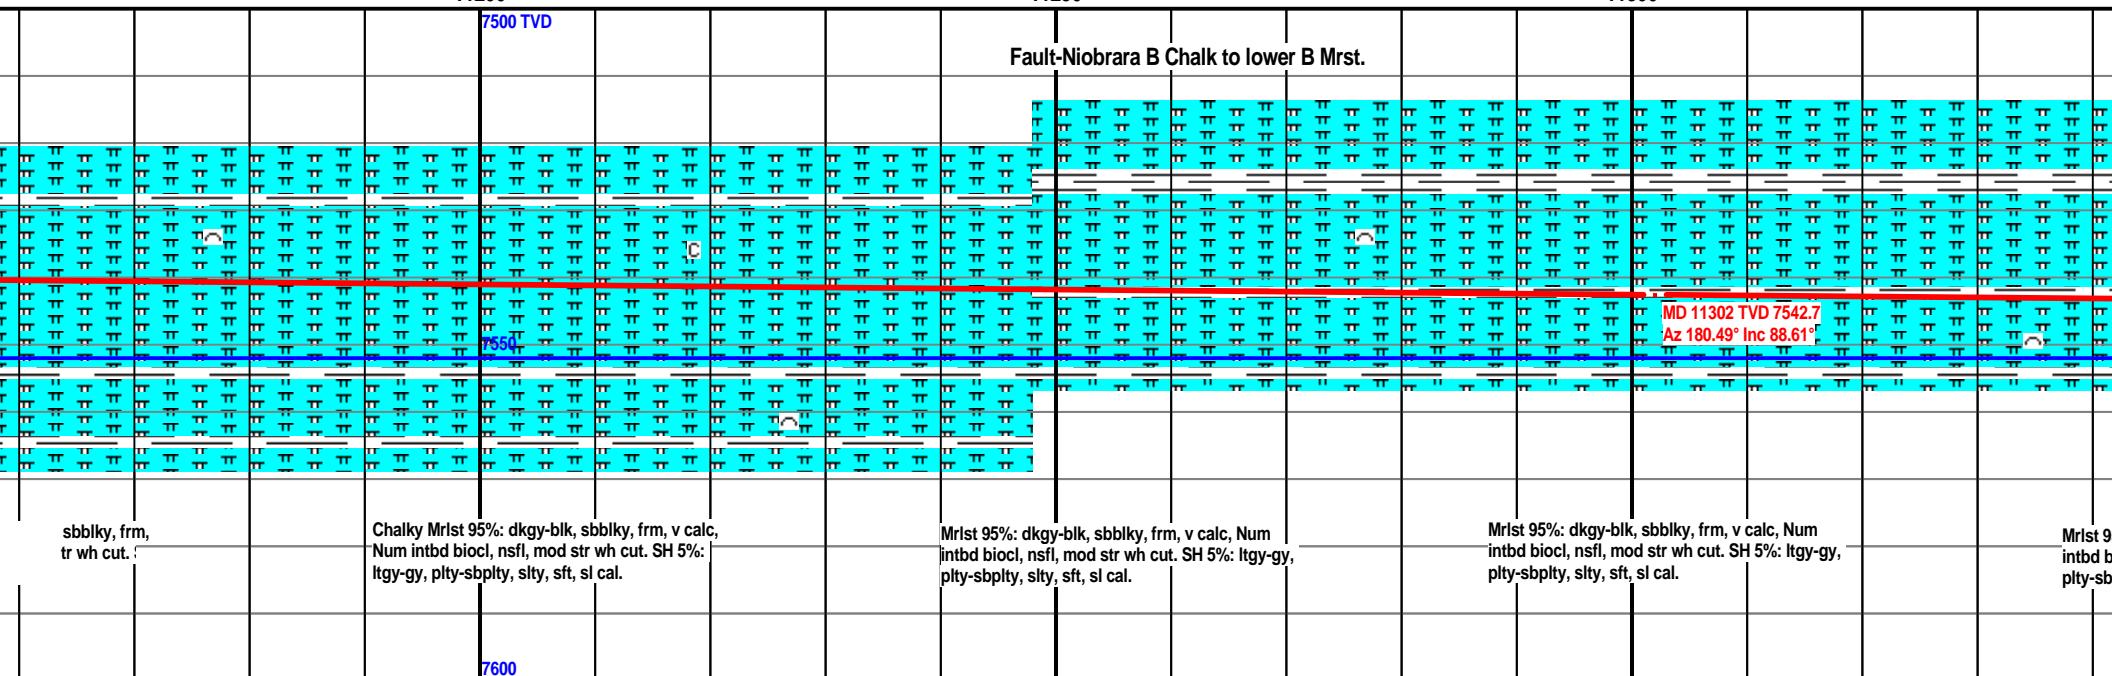 7500 TVD
Fault-Niobrara B Chalk to lower B Mrst.
C
MD 11302 TVD 7542.7
Az 180.49° Inc 88.61°
7550
sbblky, frm,
tr wh cut.
Chalky Mrlst 95%: dkgy-blk, sbblky, frm, v calc,
Num intbd biocl, nsfl, mod str wh cut. SH 5%:
ltgy-gy, plty-sbplty, slty, sft, sl cal.
Mrlst 95%: dkgy-blk, sbblky, frm, v calc, Num
intbd biocl, nsfl, mod str wh cut. SH 5%: ltgy-gy,
plty-sbplty, slty, sft, sl cal.
Mrlst 95%: dkgy-blk, sbblky, frm, v calc, Num
intbd biocl, nsfl, mod str wh cut. SH 5%: ltgy-gy,
plty-sbplty, slty, sft, sl cal.
Mrlst 9
intbd b
plty-sb
7600